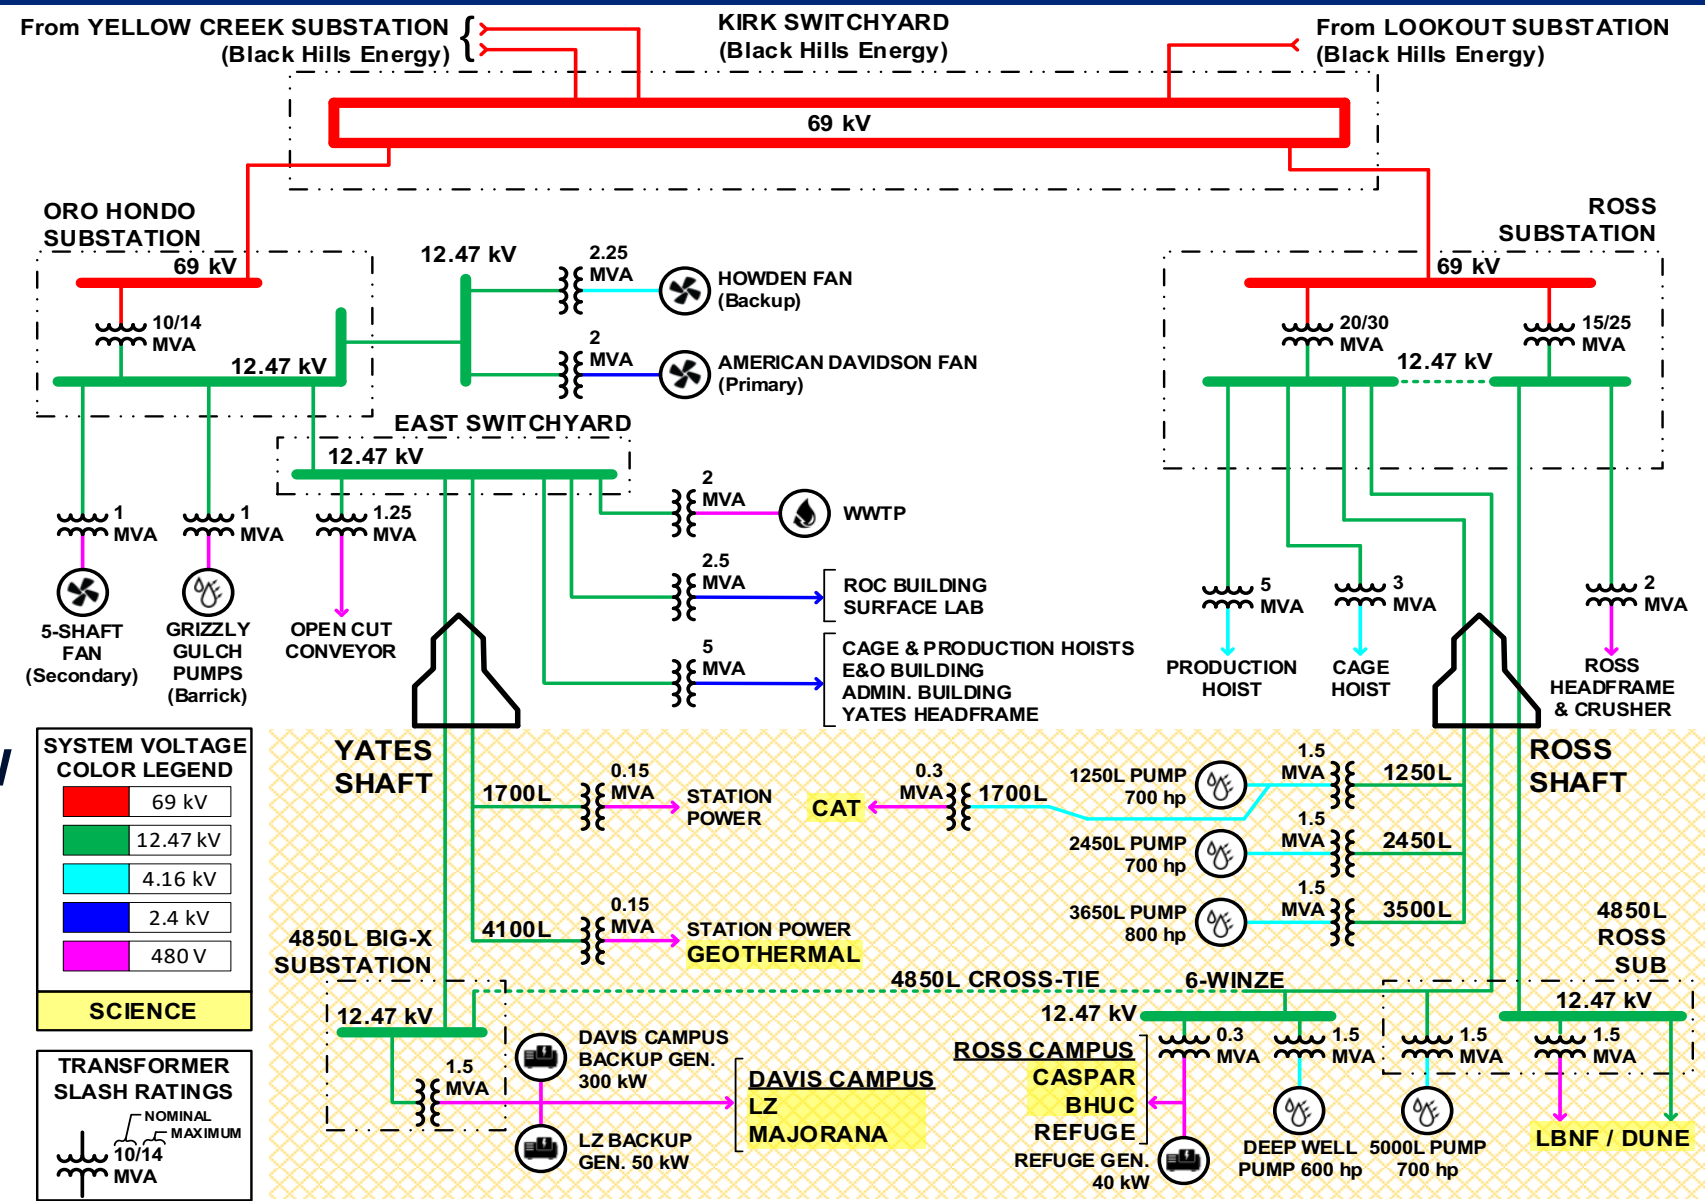 From YELLOW CREEK SUBSTATION
(Black Hills Energy)
KIRK SWITCHYARD
(Black Hills Energy)
From LOOKOUT SUBSTATION
(Black Hills Energy)
69 kV
ORO HONDO
SUBSTATION
69 kV
10/14
MVA
12.47 kV
12.47 kV
2.25
MVA
HOWDEN FAN
(Backup)
2
MVA
AMERICAN DAVIDSON FAN
(Primary)
ROSS
SUBSTATION
69 kV
20/30
MVA
15/25
MVA
12.47 kV
EAST SWITCHYARD
12.47 kV
1
MVA
5-SHAFT
FAN
(Secondary)
1
MVA
GRIZZLY
GULCH
PUMPS
(Barrick)
1.25
MVA
OPEN CUT
CONVEYOR
2
MVA
WWTP
2.5
MVA
ROC BUILDING
SURFACE LAB
5
MVA
CAGE & PRODUCTION HOISTS
E&O BUILDING
ADMIN. BUILDING
YATES HEADFRAME
5
MVA
PRODUCTION
HOIST
3
MVA
CAGE
HOIST
2
MVA
ROSS
HEADFRAME
& CRUSHER
SYSTEM VOLTAGE
COLOR LEGEND
69 kV
12.47 kV
4.16 kV
2.4 kV
480 V
SCIENCE
TRANSFORMER
SLASH RATINGS
NOMINAL
MAXIMUM
10/14
MVA
YATES
SHAFT
1700L
0.15
MVA
STATION
POWER
4100L
0.15
MVA
STATION POWER
GEOTHERMAL
CAT
0.3
MVA
1700L
1250L PUMP
700 hp
1.5
MVA
1250L
2450L PUMP
700 hp
1.5
MVA
2450L
3650L PUMP
800 hp
1.5
MVA
3500L
ROSS
SHAFT
4850L BIG-X
SUBSTATION
12.47 kV
1.5
MVA
4850L CROSS-TIE
DAVIS CAMPUS
BACKUP GEN.
300 kW
LZ BACKUP
GEN. 50 kW
DAVIS CAMPUS
LZ
MAJORANA
6-WINZE
12.47 kV
ROSS CAMPUS
CASPAR
BHUC
REFUGE
REFUGE GEN.
40 kW
0.3
MVA
1.5
MVA
DEEP WELL
PUMP 600 hp
4850L
ROSS
SUB
12.47 kV
1.5
MVA
5000L PUMP
700 hp
1.5
MVA
LBNF / DUNE